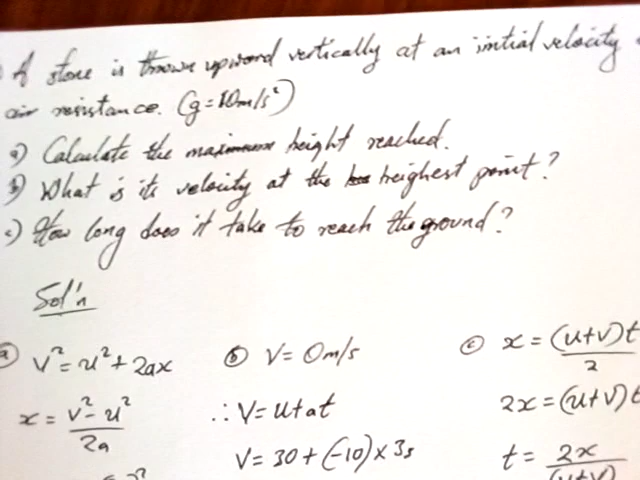 A stone is thrown upword vertically at an initial velocity
air resistance. (g=10m/s²)
a) Calculate the maximum height reached.
b) What is its velocity at the heighest point?
c) How long does it take to reach the ground?
Sol'n
a) v²=u²+2ax
x = v²-u² / 2a
b) V = 0m/s
∴ V=u+at
V= 30+(-10)×3s
c) x = (u+v)t / 2
2x = (u+v)t
t = 2x / (u+v)